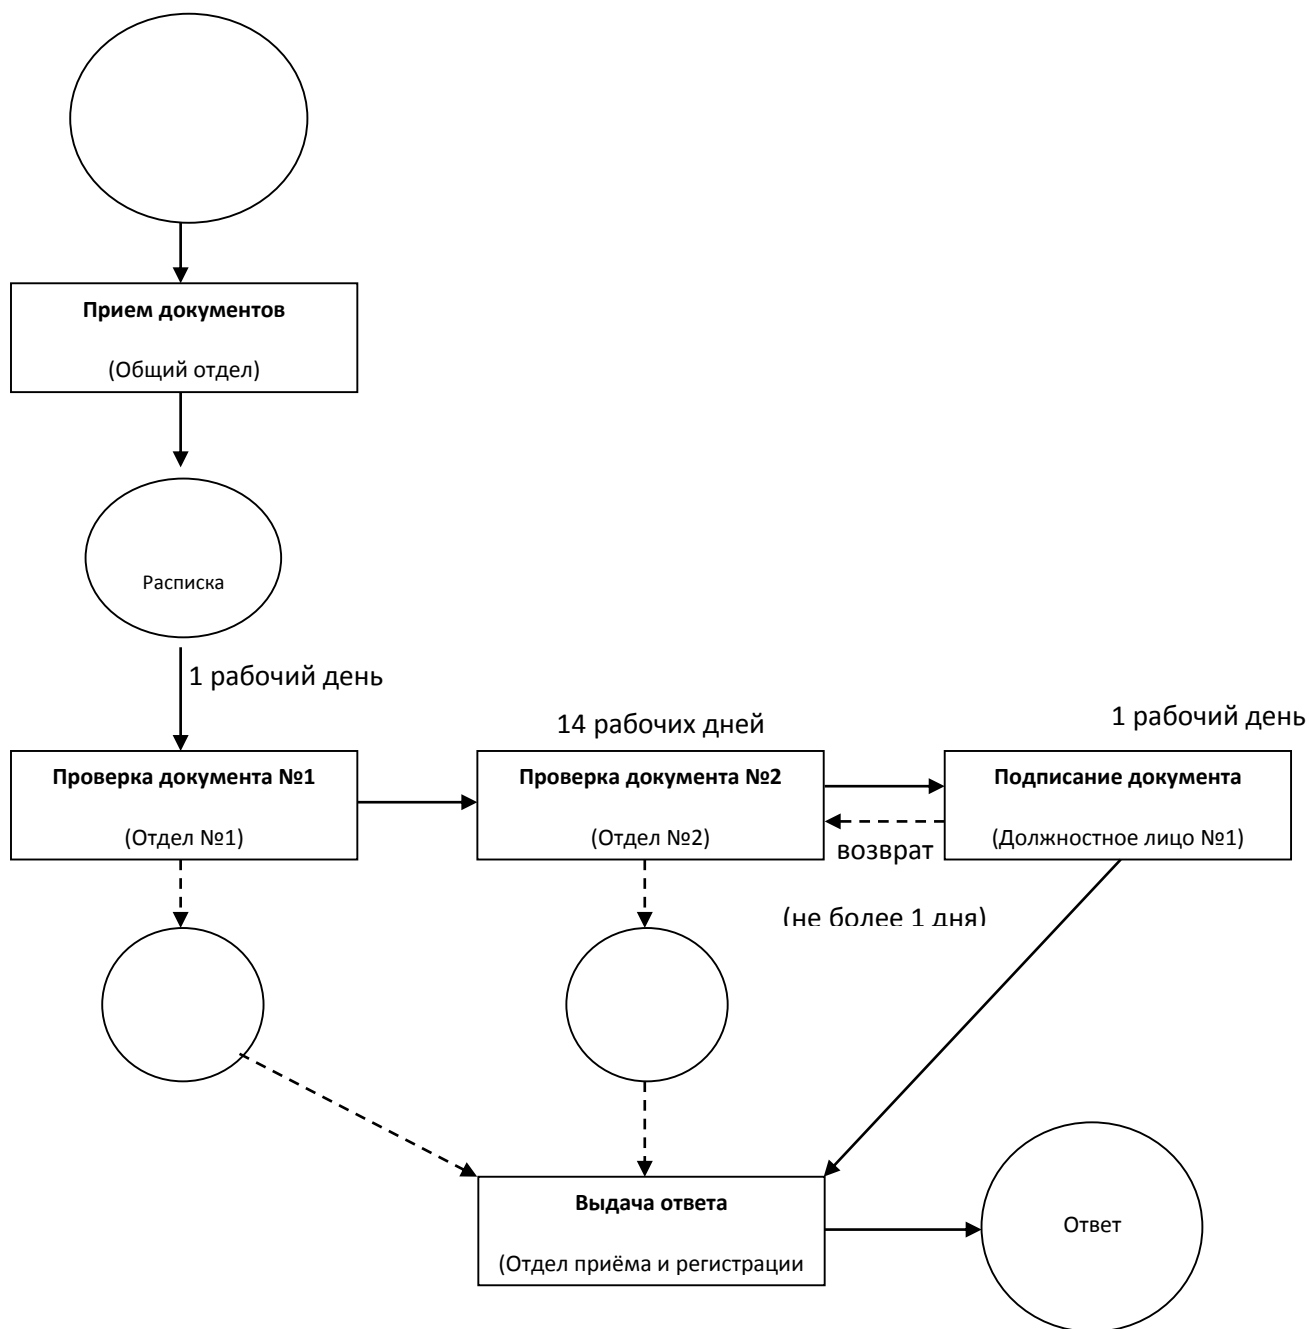 Прием документов
(Общий отдел)
Расписка
1 рабочий день
14 рабочих дней
1 рабочий день
Проверка документа №1
(Отдел №1)
Проверка документа №2
(Отдел №2)
Подписание документа
(Должностное лицо №1)
возврат
(не более 1 дня)
Выдача ответа
(Отдел приёма и регистрации
Ответ